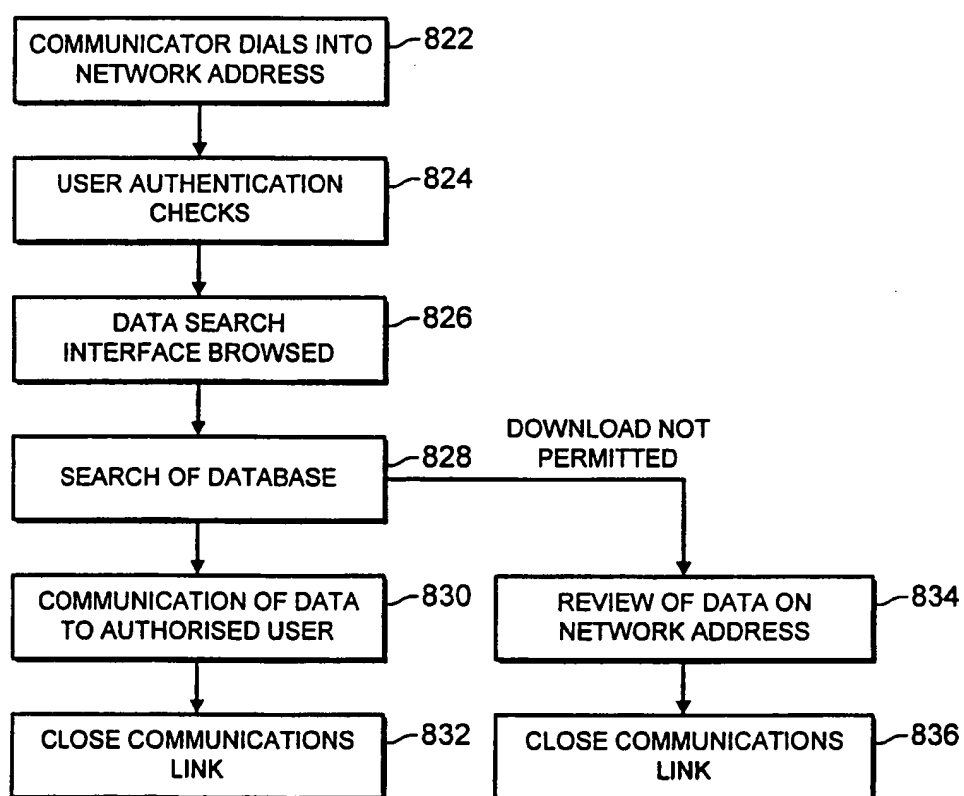 COMMUNICATOR DIALS INTO
NETWORK ADDRESS
822
USER AUTHENTICATION
CHECKS
824
DATA SEARCH
INTERFACE BROWSED
826
SEARCH OF DATABASE
828
DOWNLOAD NOT
PERMITTED
COMMUNICATION OF DATA
TO AUTHORISED USER
830
REVIEW OF DATA ON
NETWORK ADDRESS
834
CLOSE COMMUNICATIONS
LINK
832
CLOSE COMMUNICATIONS
LINK
836